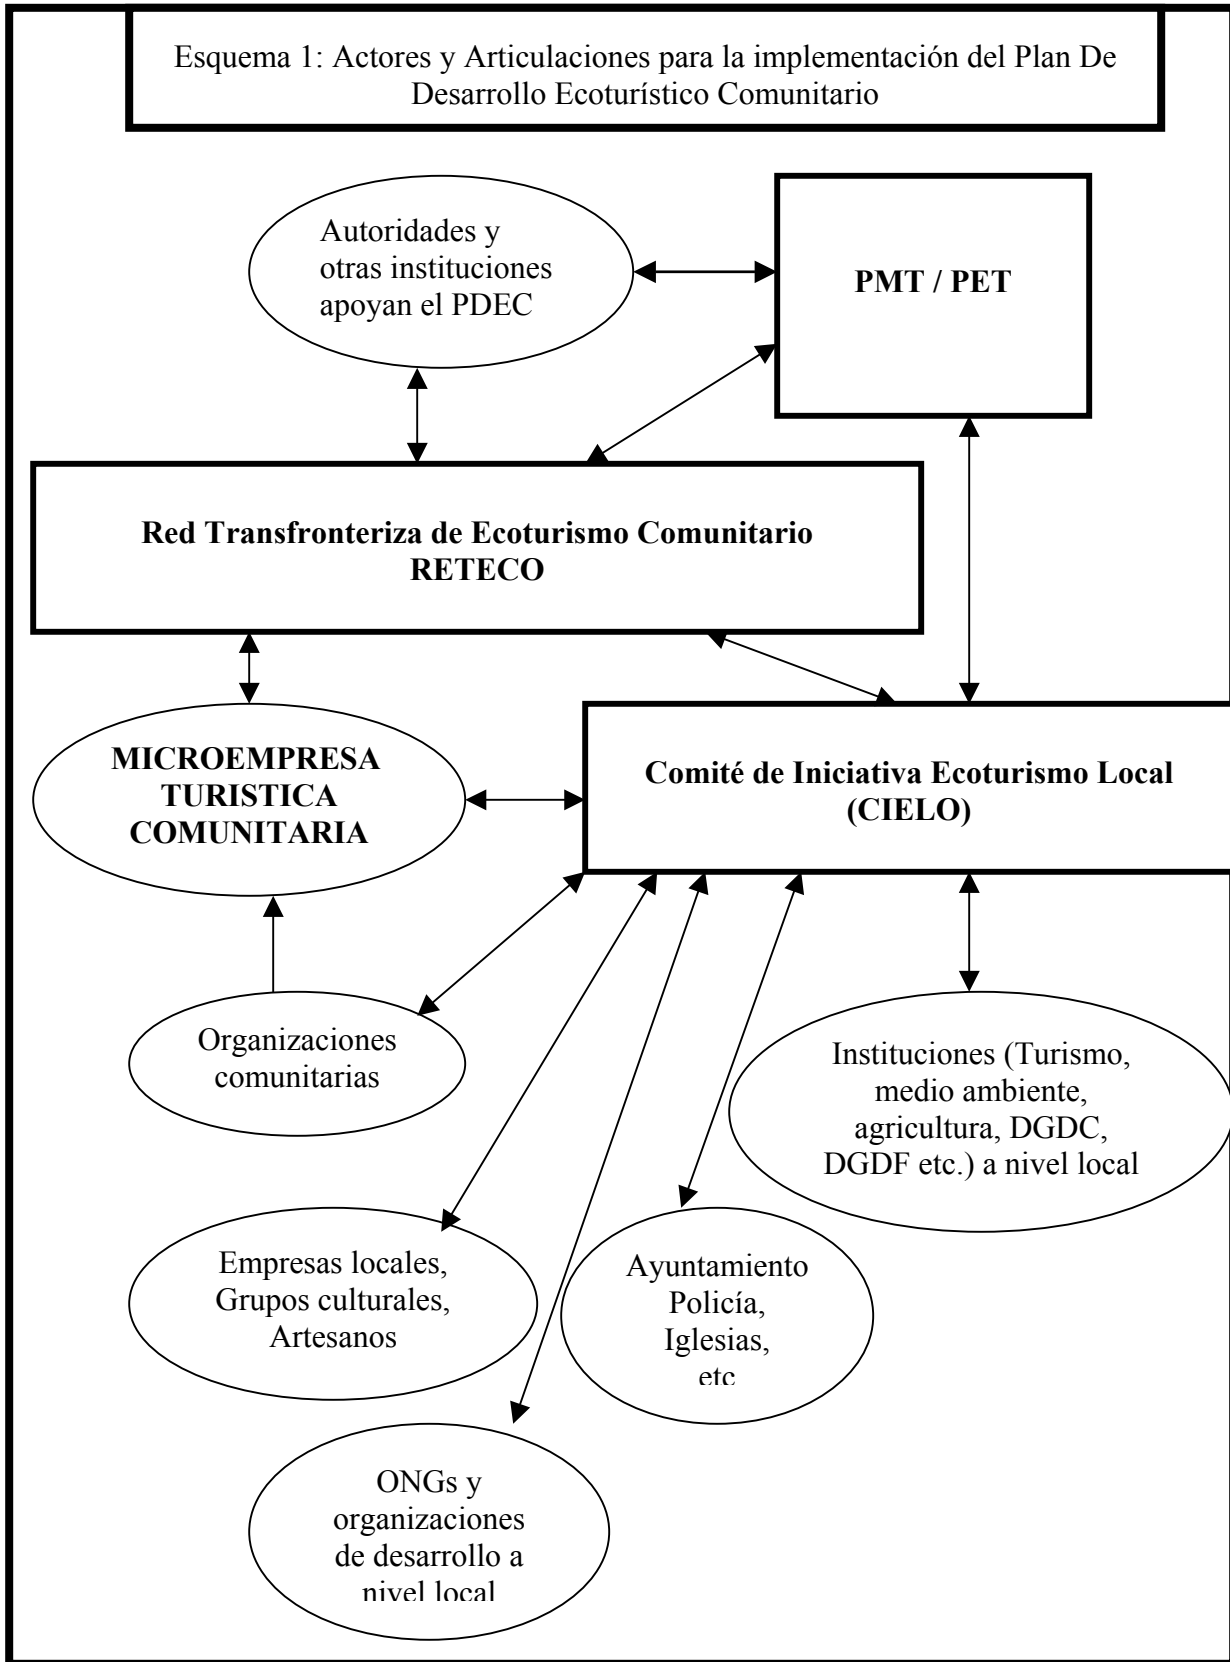 Esquema 1: Actores y Articulaciones para la implementación del Plan De
Desarrollo Ecoturístico Comunitario
Autoridades y
otras instituciones
apoyan el PDEC
PMT / PET
Red Transfronteriza de Ecoturismo Comunitario
RETECO
MICROEMPRESA
TURISTICA
COMUNITARIA
Comité de Iniciativa Ecoturismo Local
(CIELO)
Organizaciones
comunitarias
Instituciones (Turismo,
medio ambiente,
agricultura, DGDC,
DGDF etc.) a nivel local
Empresas locales,
Grupos culturales,
Artesanos
Ayuntamiento
Policía,
Iglesias,
etc
ONGs y
organizaciones
de desarrollo a
nivel local